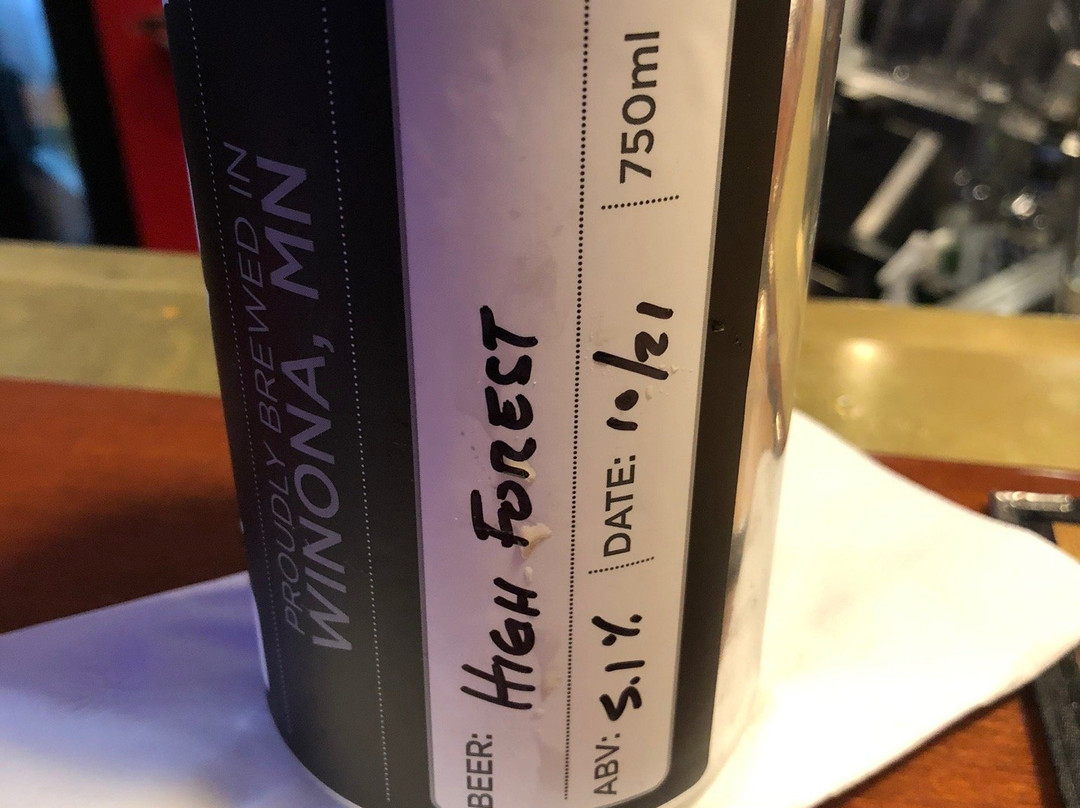 PROUDLY BREWED IN
WINONA, MN
BEER: HIGH FOREST
ABV: 5.1% DATE: 10/21 750ml